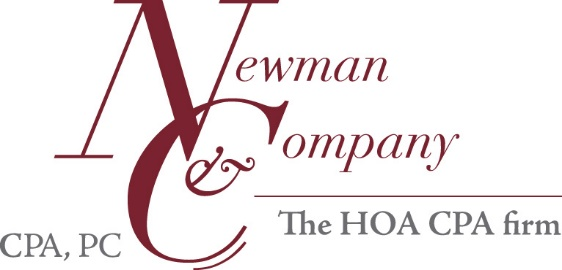 Newman
& Company
CPA, PC
The HOA CPA firm